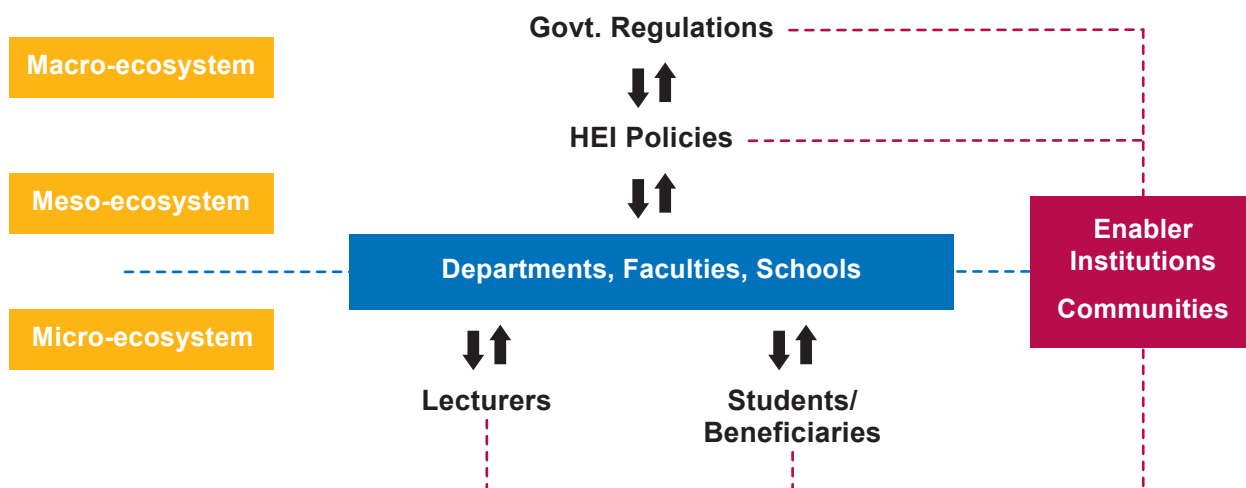 Govt. Regulations
Macro-ecosystem
HEI Policies
Meso-ecosystem
Enabler
Institutions
Communities
Departments, Faculties, Schools
Micro-ecosystem
Lecturers
Students/
Beneficiaries